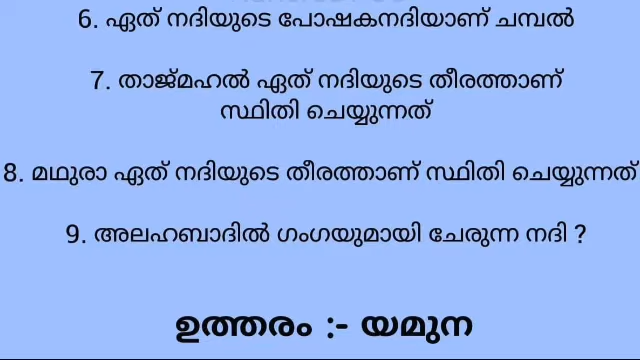 6. ഏത് നദിയുടെ പോഷകനദിയാണ് ചമ്പൽ
7. താജ്മഹൽ ഏത് നദിയുടെ തീരത്താണ്
സ്ഥിതി ചെയ്യുന്നത്
8. മഥുരാ ഏത് നദിയുടെ തീരത്താണ് സ്ഥിതി ചെയ്യുന്നത്
9. അലഹബാദിൽ ഗംഗയുമായി ചേരുന്ന നദി ?
ഉത്തരം :- യമുന